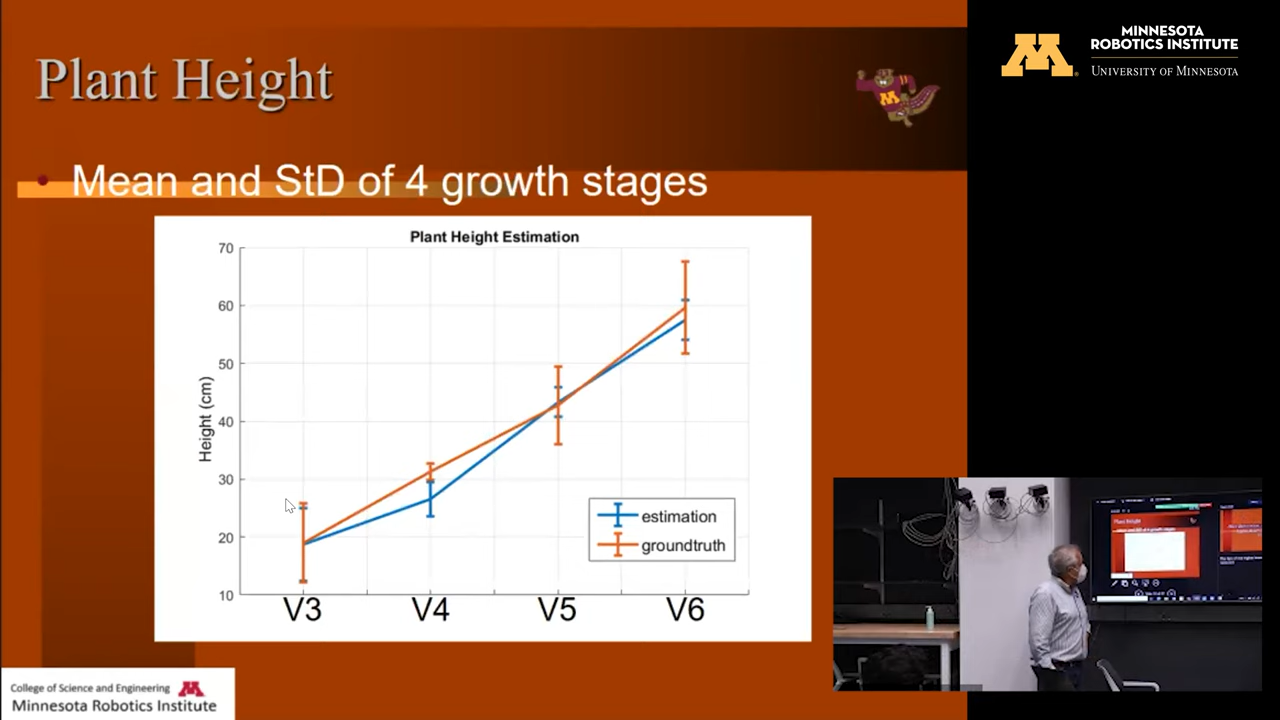 Plant Height
MINNESOTA
ROBOTICS INSTITUTE
UNIVERSITY OF MINNESOTA
• Mean and StD of 4 growth stages
Plant Height Estimation
70
60
50
40
30
20
10
Height (cm)
estimation
groundtruth
V3 V4 V5 V6
Plant Height
College of Science and Engineering
Minnesota Robotics Institute